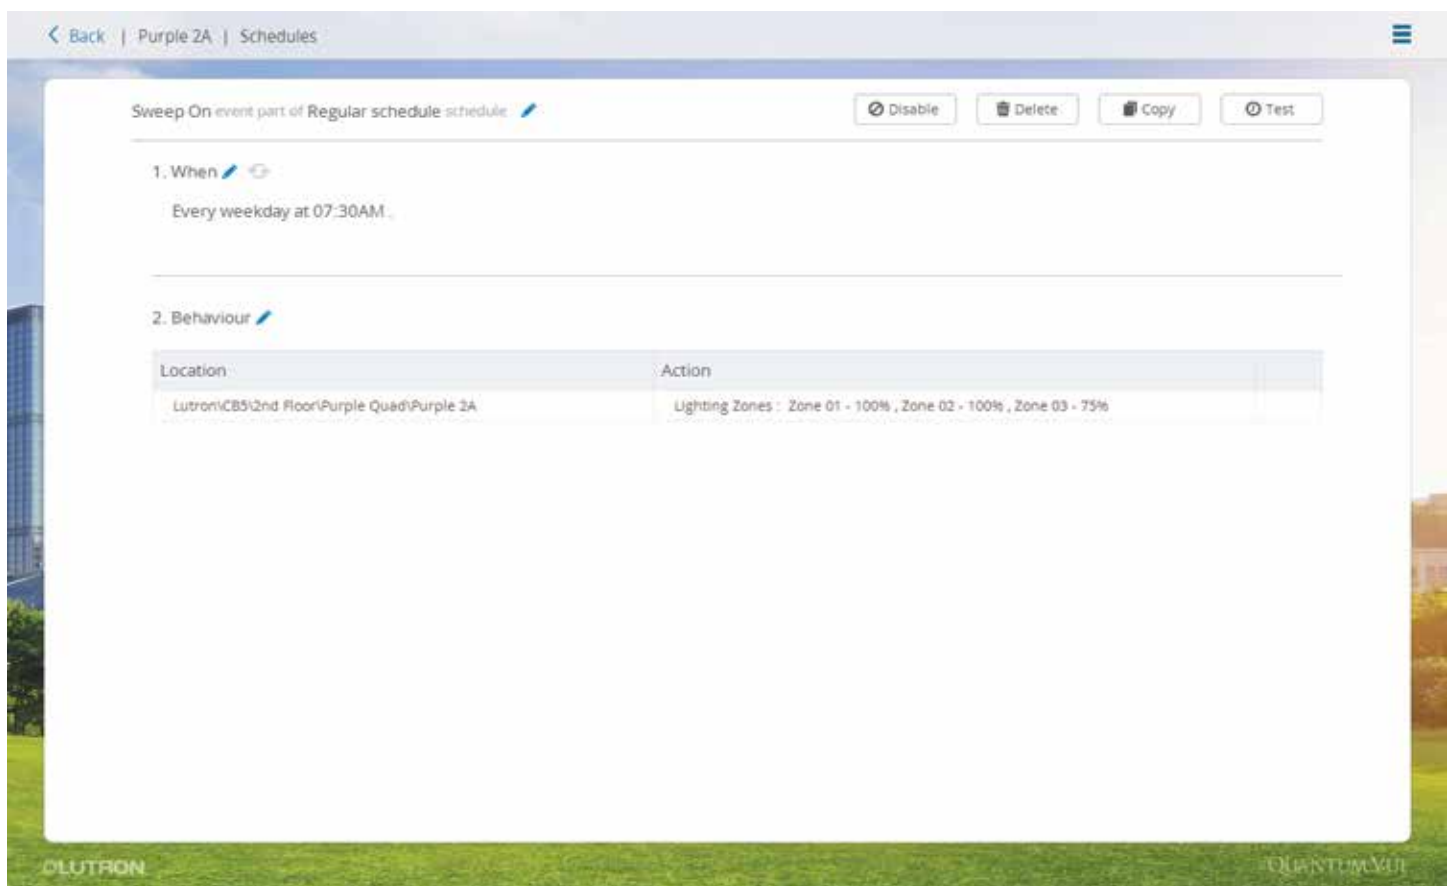 Back | Purple 2A | Schedules
Sweep On event part of Regular schedule schedule
Disable Delete Copy Test
1. When
Every weekday at 07:30AM .
2. Behaviour
Location Action
Lutron\CB5\2nd Floor\Purple Quad\Purple 2A Lighting Zones : Zone 01 - 100% , Zone 02 - 100% , Zone 03 - 75%
LUTRON QUANTUM VUE